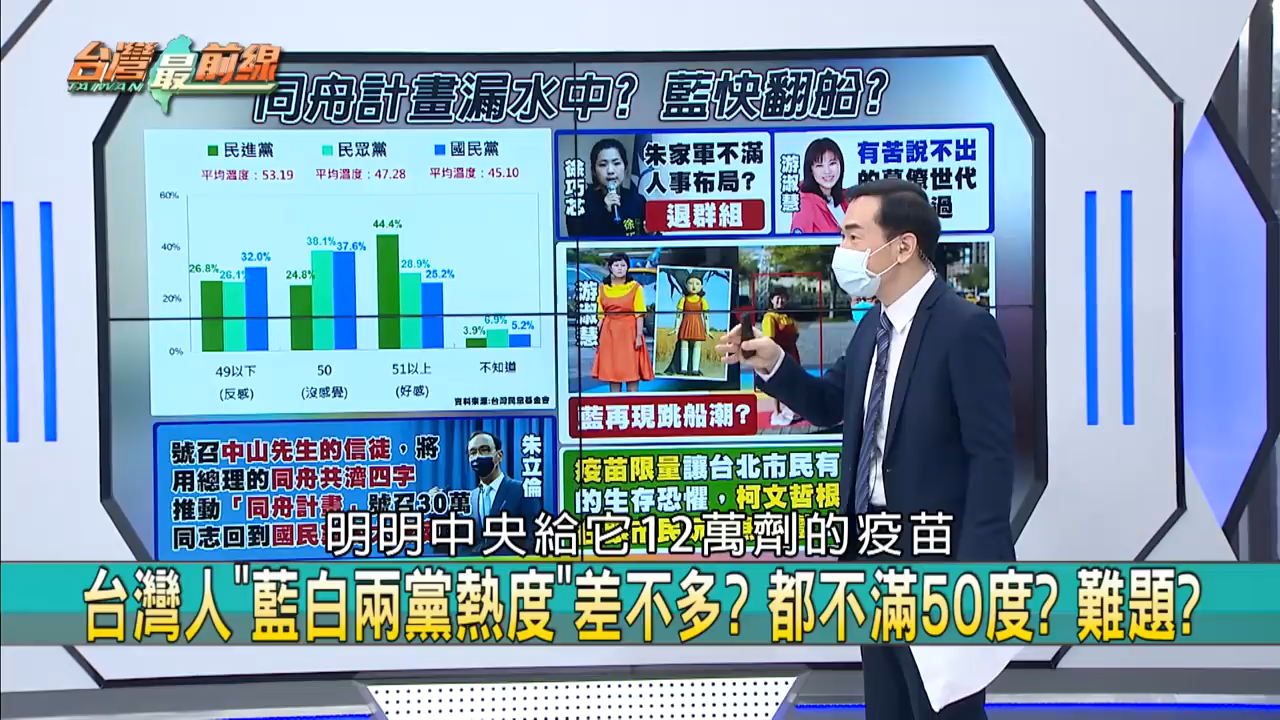 台灣最前線
TAIWAN
同舟計畫漏水中? 藍快翻船?
民進黨 民眾黨 國民黨
平均溫度:53.19 平均溫度:47.28 平均溫度:45.10
60%
40%
20%
0%
26.8% 26.1% 32.0%
24.8% 38.1% 37.6%
44.4% 28.9% 25.2%
3.9% 6.9% 5.2%
49以下 50 51以上 不知道
(反感) (沒感覺) (好感)
資料來源:台灣民意基金會
徐巧芯
朱家軍不滿
人事布局?
退群組
游淑慧
有苦說不出
世代
過
游淑慧
藍再現跳船潮?
號召中山先生的信徒,將
用總理的同舟共濟四字
推動「同舟計畫」號召30萬
同志回到國民
朱立倫
疫苗限量讓台北市民有
的生存恐懼,柯文哲根
明明中央給它12萬劑的疫苗
台灣人"藍白兩黨熱度"差不多? 都不滿50度? 難題?